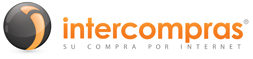 intercompras®
SU COMPRA POR INTERNET